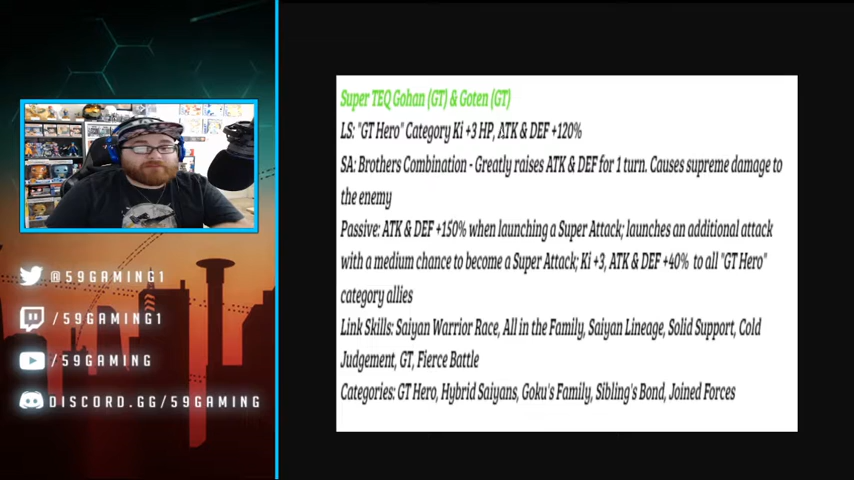 @59GAMING1
/59GAMING1
/59GAMING
DISCORD.GG/59GAMING
Super TEQ Gohan (GT) & Goten (GT)
LS: "GT Hero" Category Ki +3 HP, ATK & DEF +120%
SA: Brothers Combination - Greatly raises ATK & DEF for 1 turn. Causes supreme damage to
the enemy
Passive: ATK & DEF +150% when launching a Super Attack; launches an additional attack
with a medium chance to become a Super Attack; Ki +3, ATK & DEF +40% to all "GT Hero"
category allies
Link Skills: Saiyan Warrior Race, All in the Family, Saiyan Lineage, Solid Support, Cold
Judgement, GT, Fierce Battle
Categories: GT Hero, Hybrid Saiyans, Goku's Family, Sibling's Bond, Joined Forces